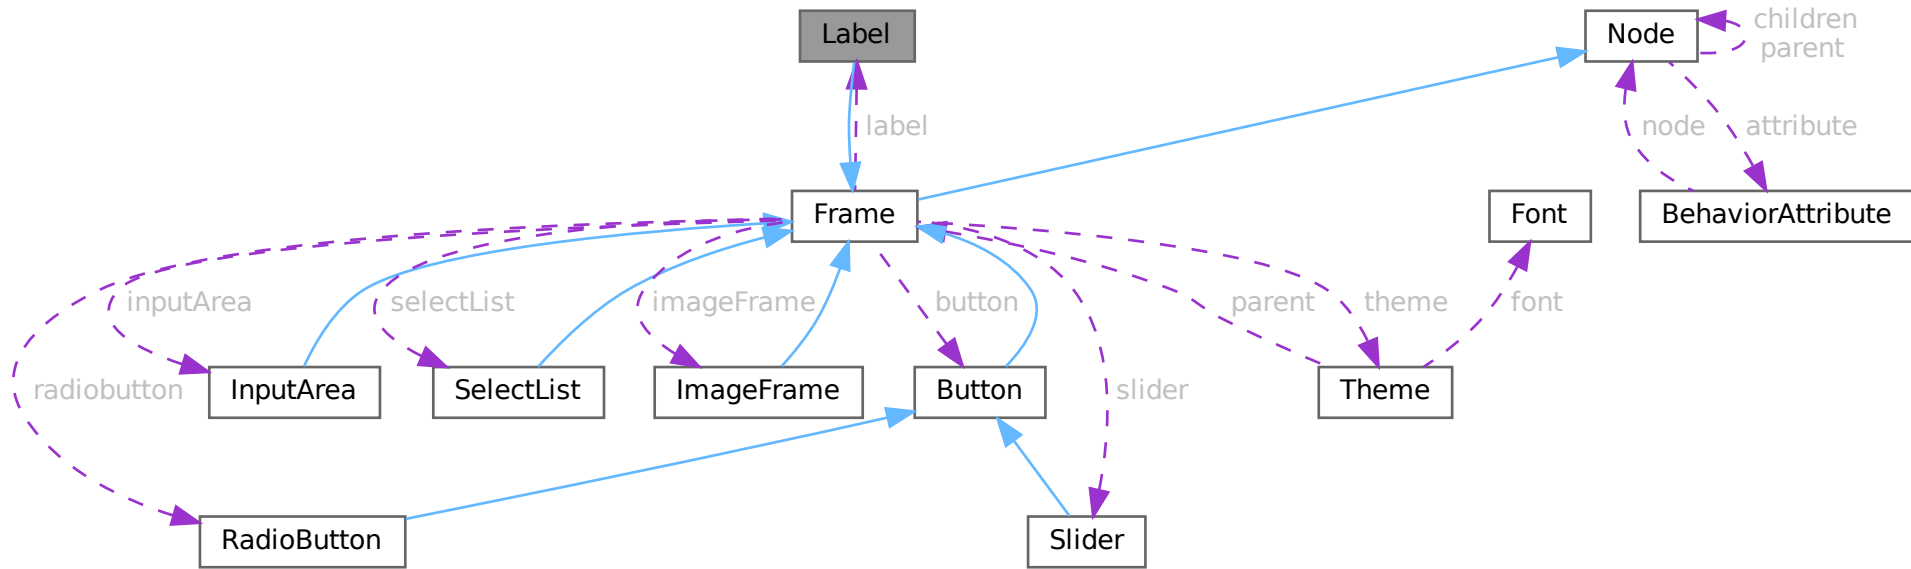 Label
Node
children
parent
label
node
attribute
Frame
Font
BehaviorAttribute
inputArea
selectList
imageFrame
button
parent
theme
font
radiobutton
InputArea
SelectList
ImageFrame
Button
slider
Theme
RadioButton
Slider